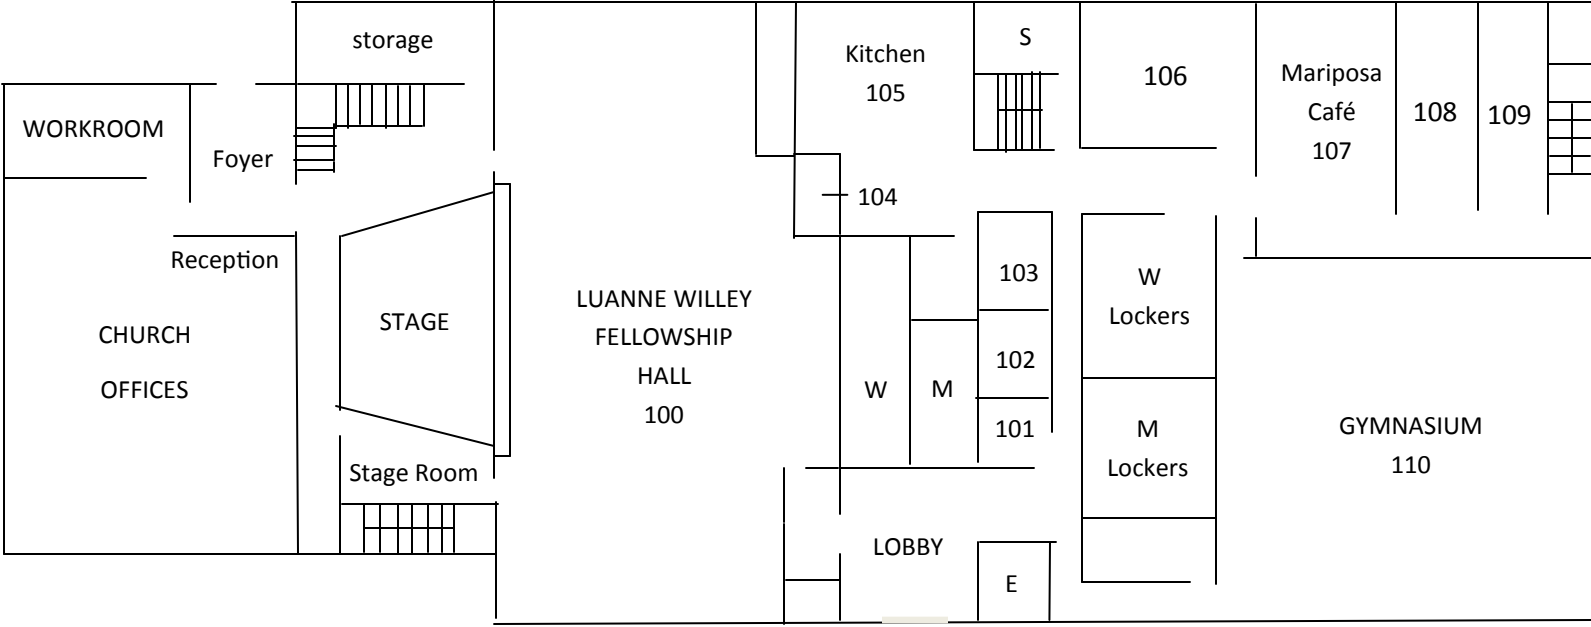 storage
WORKROOM
Foyer
Reception
CHURCH
OFFICES
STAGE
Stage Room
LUANNE WILLEY
FELLOWSHIP
HALL
100
Kitchen
105
104
S
106
Mariposa
Café
107
108
109
103
102
101
W
M
W
Lockers
M
Lockers
GYMNASIUM
110
LOBBY
E